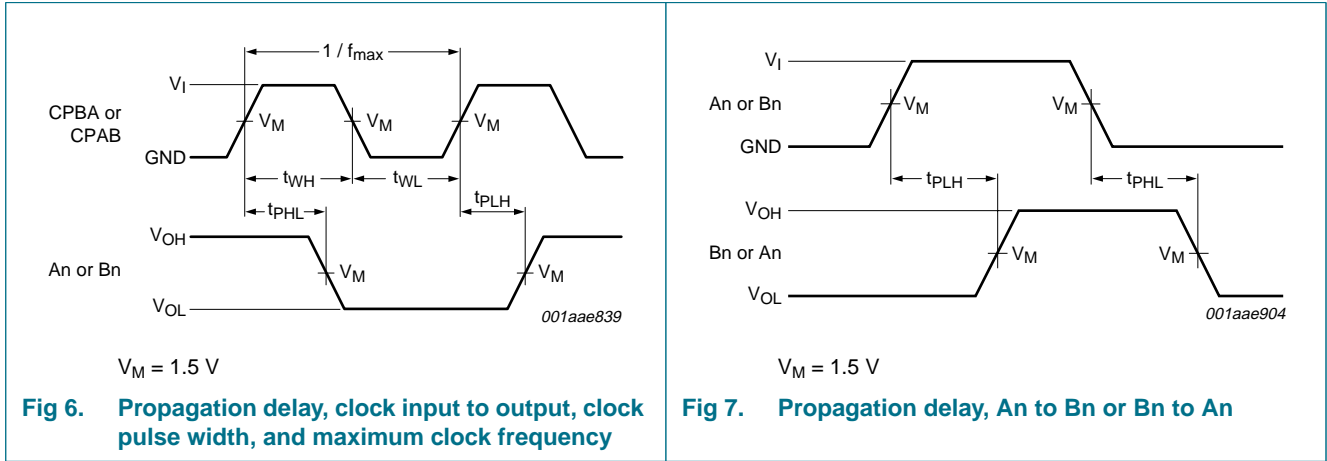 1 / fmax
VI
CPBA or
CPAB
VM
VM
VM
GND
tWH
tWL
tPHL
tPLH
VOH
An or Bn
VM
VM
VOL
001aae839
VM = 1.5 V
Fig 6. Propagation delay, clock input to output, clock
pulse width, and maximum clock frequency
VI
An or Bn
VM
VM
GND
tPLH
tPHL
VOH
Bn or An
VM
VM
VOL
001aae904
VM = 1.5 V
Fig 7. Propagation delay, An to Bn or Bn to An